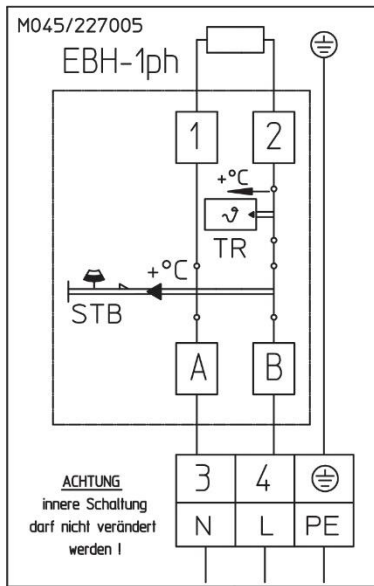 M045/227005
EBH-1ph
1 2
+°C
ϑ
TR
+°C
STB
A B
3 4
N L PE
ACHTUNG
innere Schaltung
darf nicht verändert
werden !